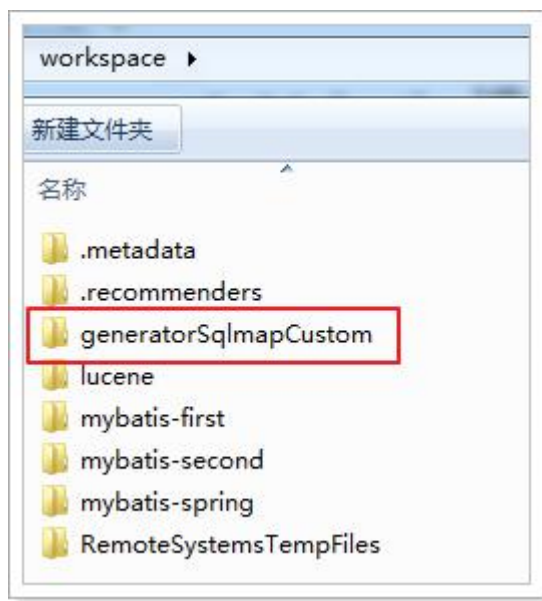 workspace
新建文件夹
名称
.metadata
.recommenders
generatorSqlmapCustom
lucene
mybatis-first
mybatis-second
mybatis-spring
RemoteSystemsTempFiles